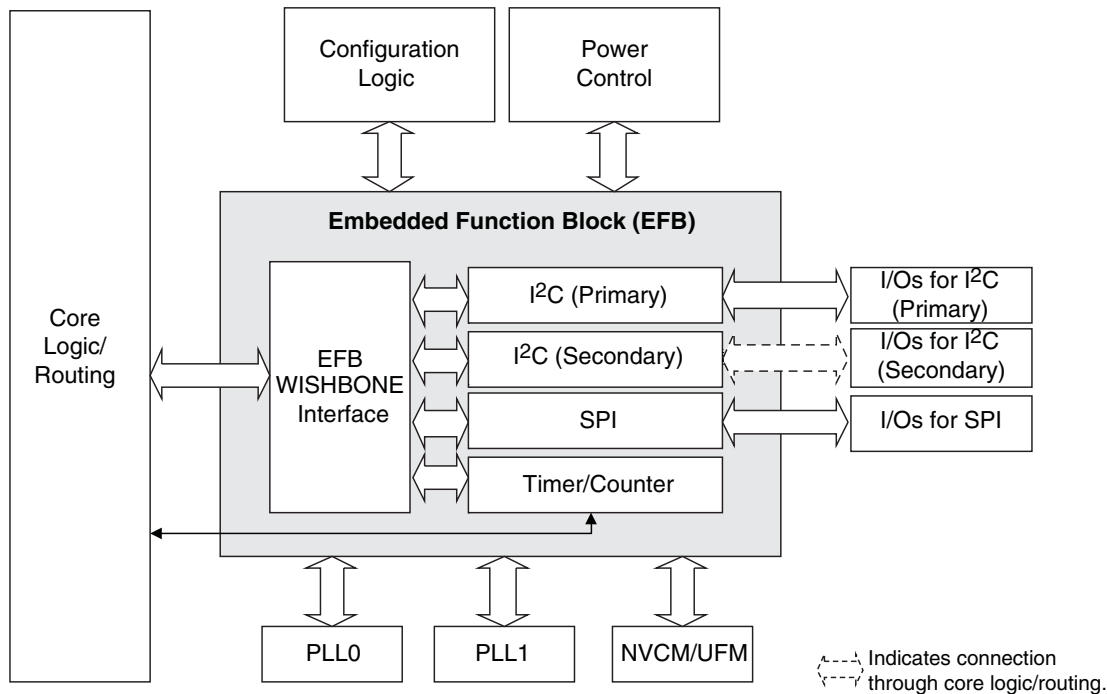 Configuration
Logic
Power
Control
Embedded Function Block (EFB)
Core
Logic/
Routing
EFB
WISHBONE
Interface
I²C (Primary)
I²C (Secondary)
SPI
Timer/Counter
I/Os for I²C
(Primary)
I/Os for I²C
(Secondary)
I/Os for SPI
PLL0
PLL1
NVCM/UFM
Indicates connection
through core logic/routing.